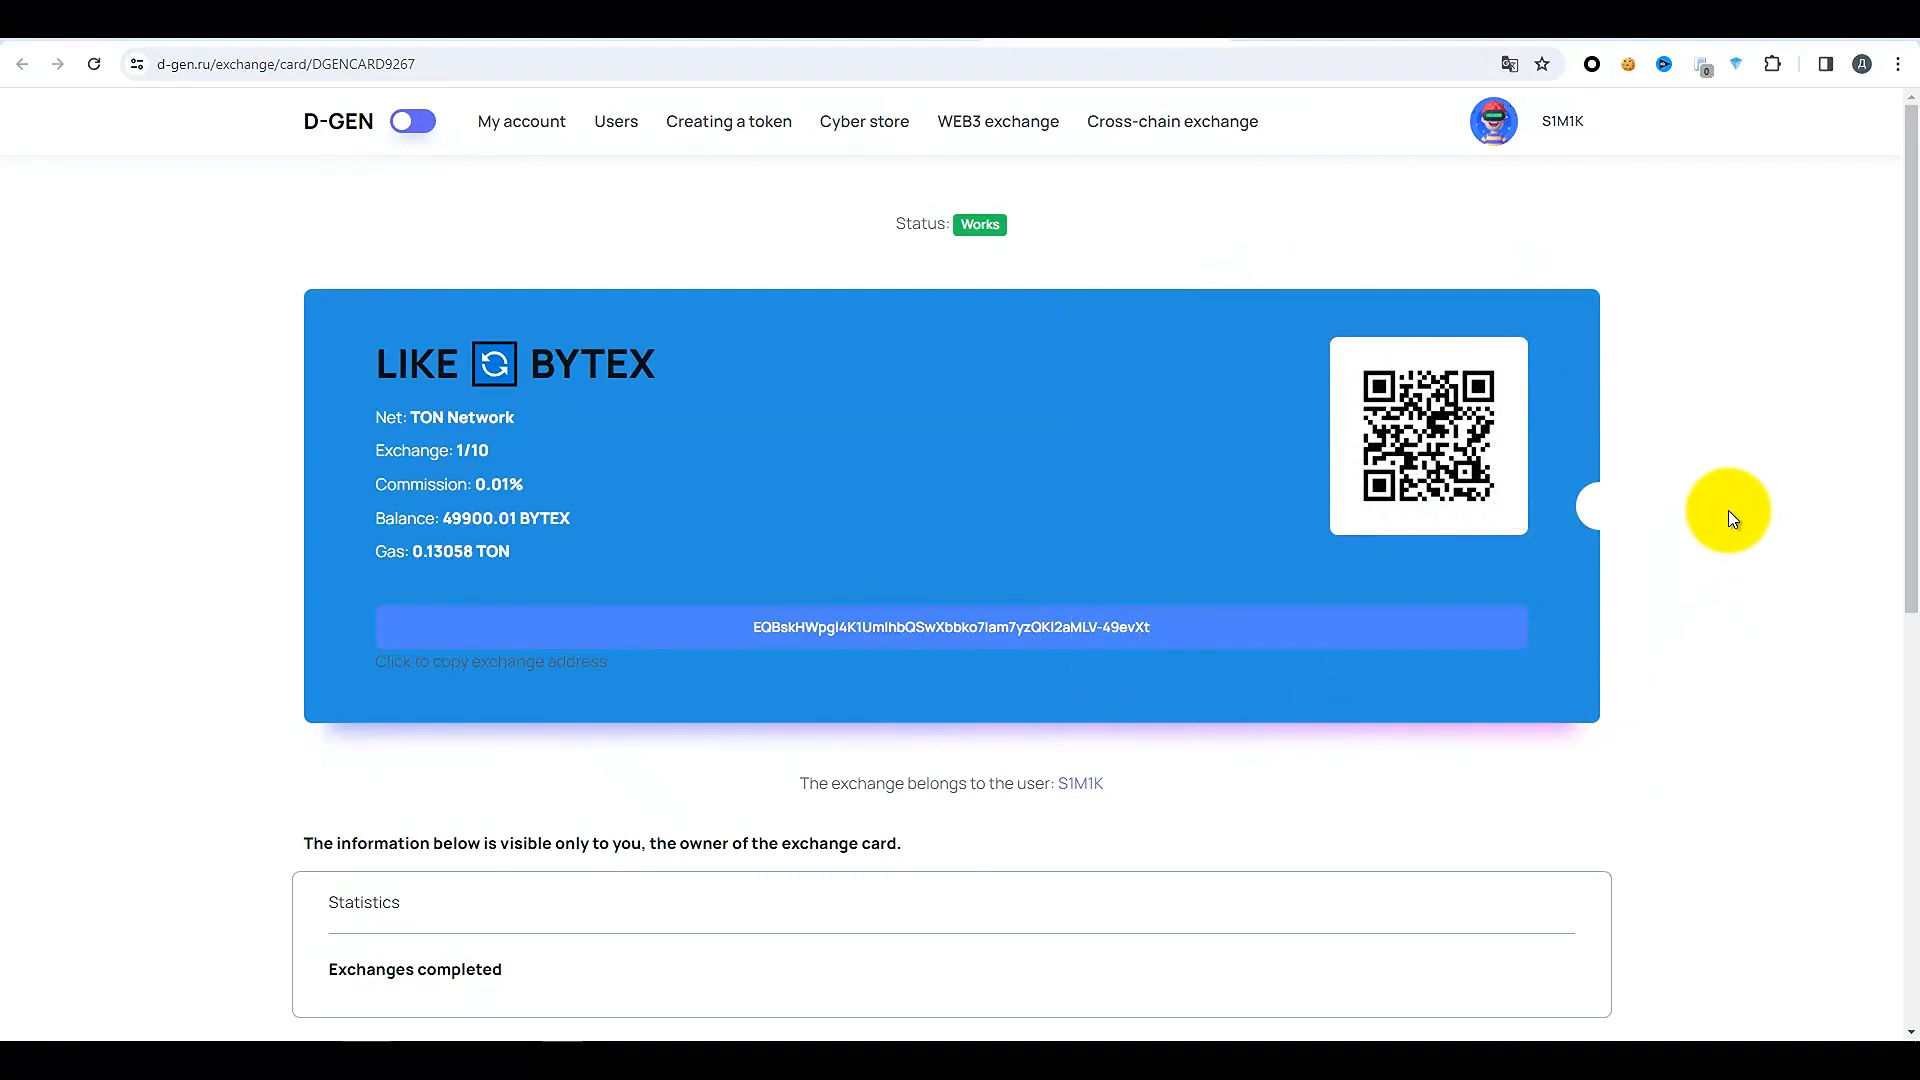 d-gen.ru/exchange/card/DGENCARD9267
0
Д
D-GEN My account Users Creating a token Cyber store WEB3 exchange Cross-chain exchange S1M1K
Status: Works
LIKE BYTEX
Net: TON Network
Exchange: 1/10
Commission: 0.01%
Balance: 49900.01 BYTEX
Gas: 0.13058 TON
EQBskHWpgI4K1UmIhbQSwXbbko7Iam7yzQKI2aMLV-49evXt
Click to copy exchange address
The exchange belongs to the user: S1M1K
The information below is visible only to you, the owner of the exchange card.
Statistics
Exchanges completed